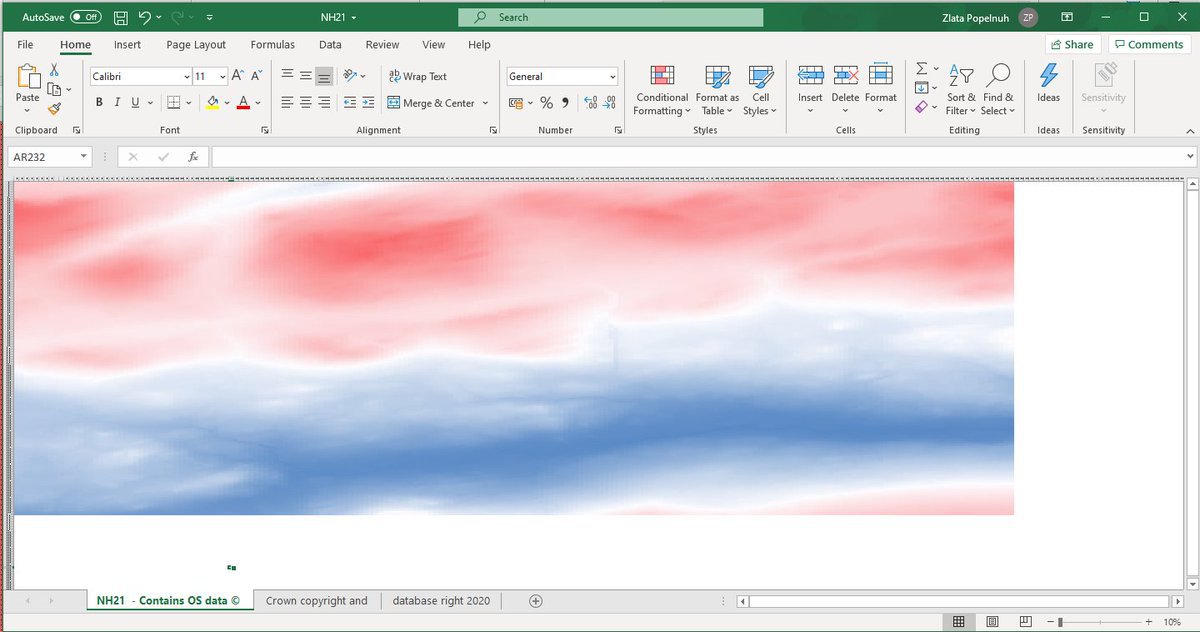 AutoSave Off NH21 Search Zlata Popelnuh ZP
File Home Insert Page Layout Formulas Data Review View Help Share Comments
Calibri 11 A A ab Wrap Text General Σ
Paste B I U A Merge & Center % Conditional Formatting Format as Table Cell Styles Insert Delete Format Sort & Filter Find & Select Ideas Sensitivity
Clipboard Font Alignment Number Styles Cells Editing Ideas Sensitivity
AR232 fx
NH21 - Contains OS data © Crown copyright and database right 2020
10%